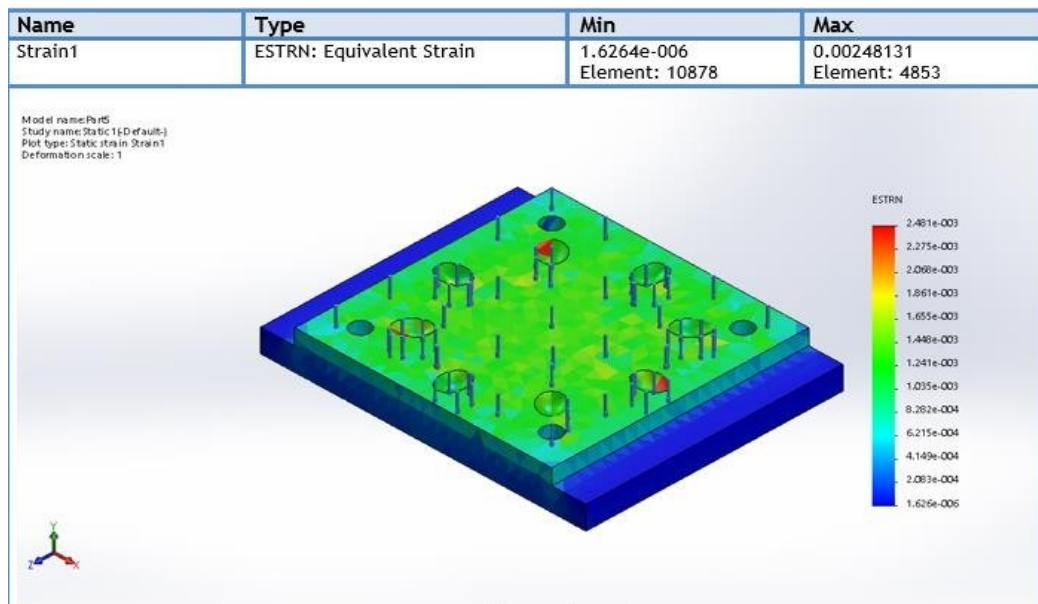 Name Type Min Max
Strain1 ESTRN: Equivalent Strain 1.6264e-006 0.00248131
Element: 10878 Element: 4853
Model name:Part5
Study name:Static 1(-Default-)
Plot type: Static strain Strain1
Deformation scale: 1
ESTRN
2.481e-003
2.275e-003
2.068e-003
1.861e-003
1.655e-003
1.448e-003
1.241e-003
1.035e-003
8.282e-004
6.215e-004
4.149e-004
2.083e-004
1.626e-006
Y
Z X